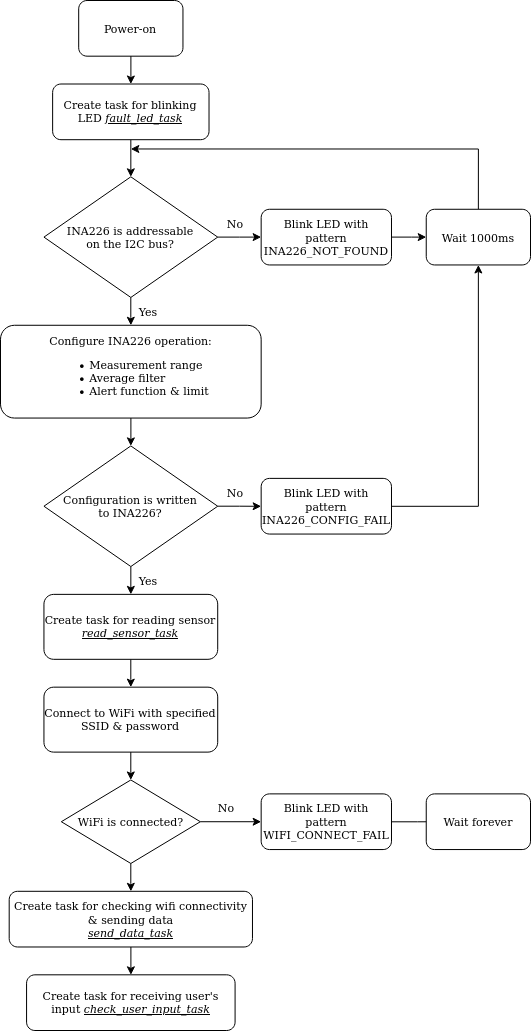 Power-on
Create task for blinking
LED fault_led_task
INA226 is addressable
on the I2C bus?
No
Blink LED with
pattern
INA226_NOT_FOUND
Wait 1000ms
Yes
Configure INA226 operation:
• Measurement range
• Average filter
• Alert function & limit
Configuration is written
to INA226?
No
Blink LED with
pattern
INA226_CONFIG_FAIL
Yes
Create task for reading sensor
read_sensor_task
Connect to WiFi with specified
SSID & password
WiFi is connected?
No
Blink LED with
pattern
WIFI_CONNECT_FAIL
Wait forever
Create task for checking wifi connectivity
& sending data
send_data_task
Create task for receiving user's
input check_user_input_task